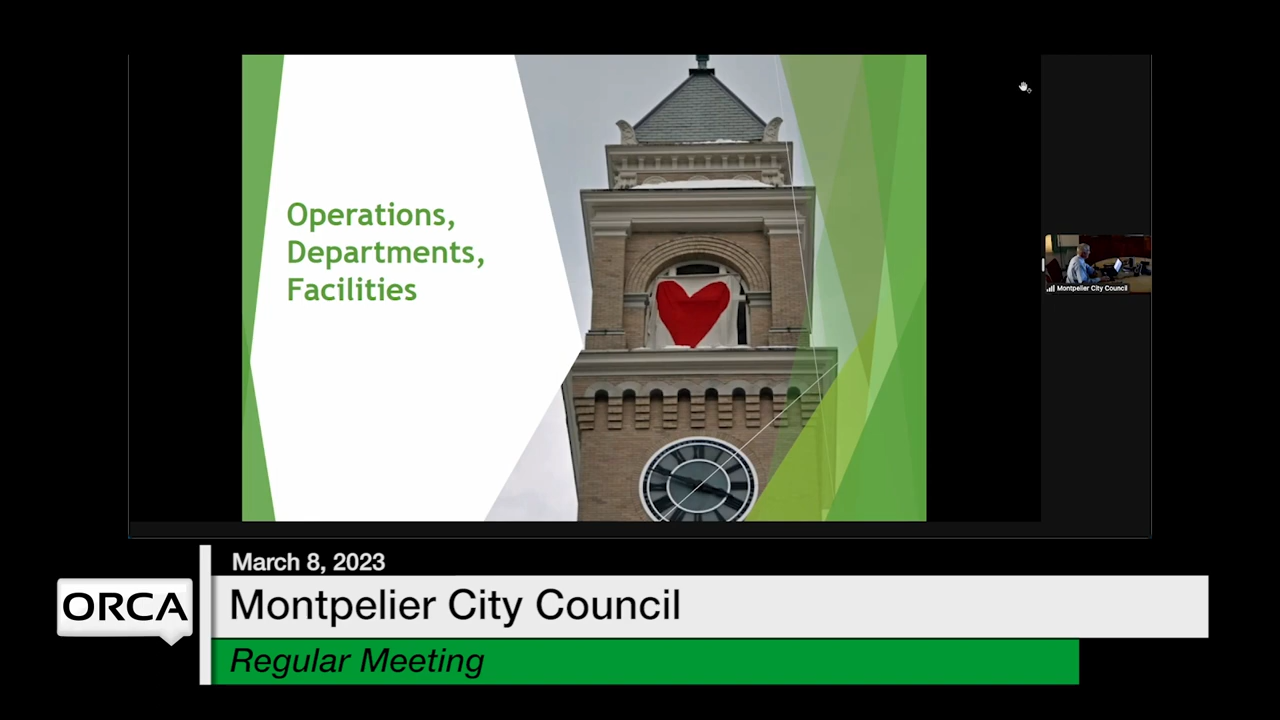 Operations,
Departments,
Facilities
Montpelier City Council
March 8, 2023
ORCA
Montpelier City Council
Regular Meeting